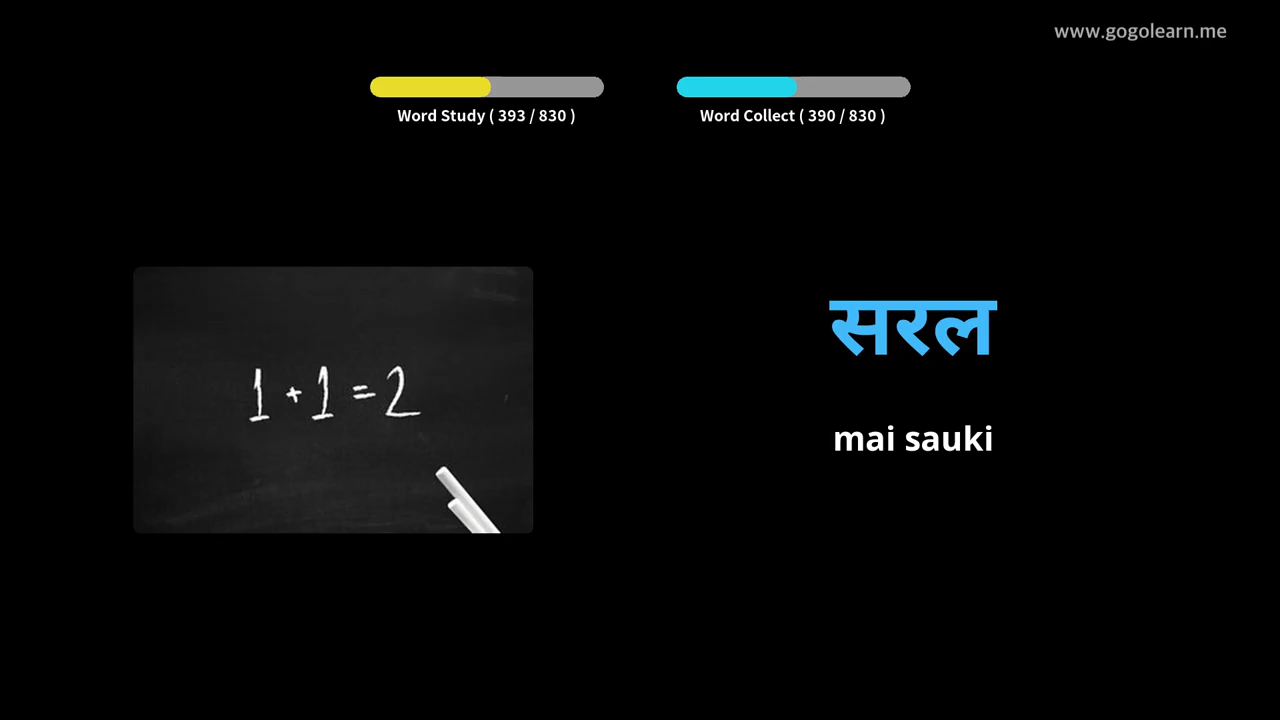 www.gogolearn.me
Word Study ( 393 / 830 )
Word Collect ( 390 / 830 )
1 + 1 = 2
सरल
mai sauki